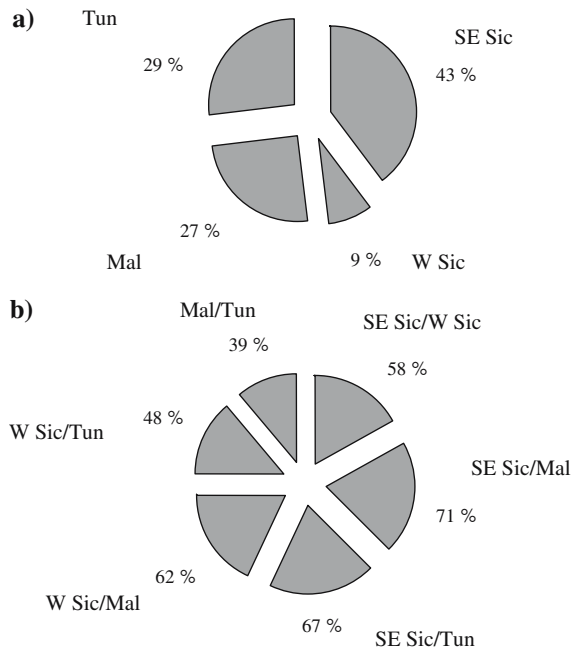 a)
Tun
29 %
SE Sic
43 %
27 %
Mal
9 %
W Sic
b)
Mal/Tun
39 %
SE Sic/W Sic
58 %
W Sic/Tun
48 %
SE Sic/Mal
71 %
62 %
W Sic/Mal
67 %
SE Sic/Tun